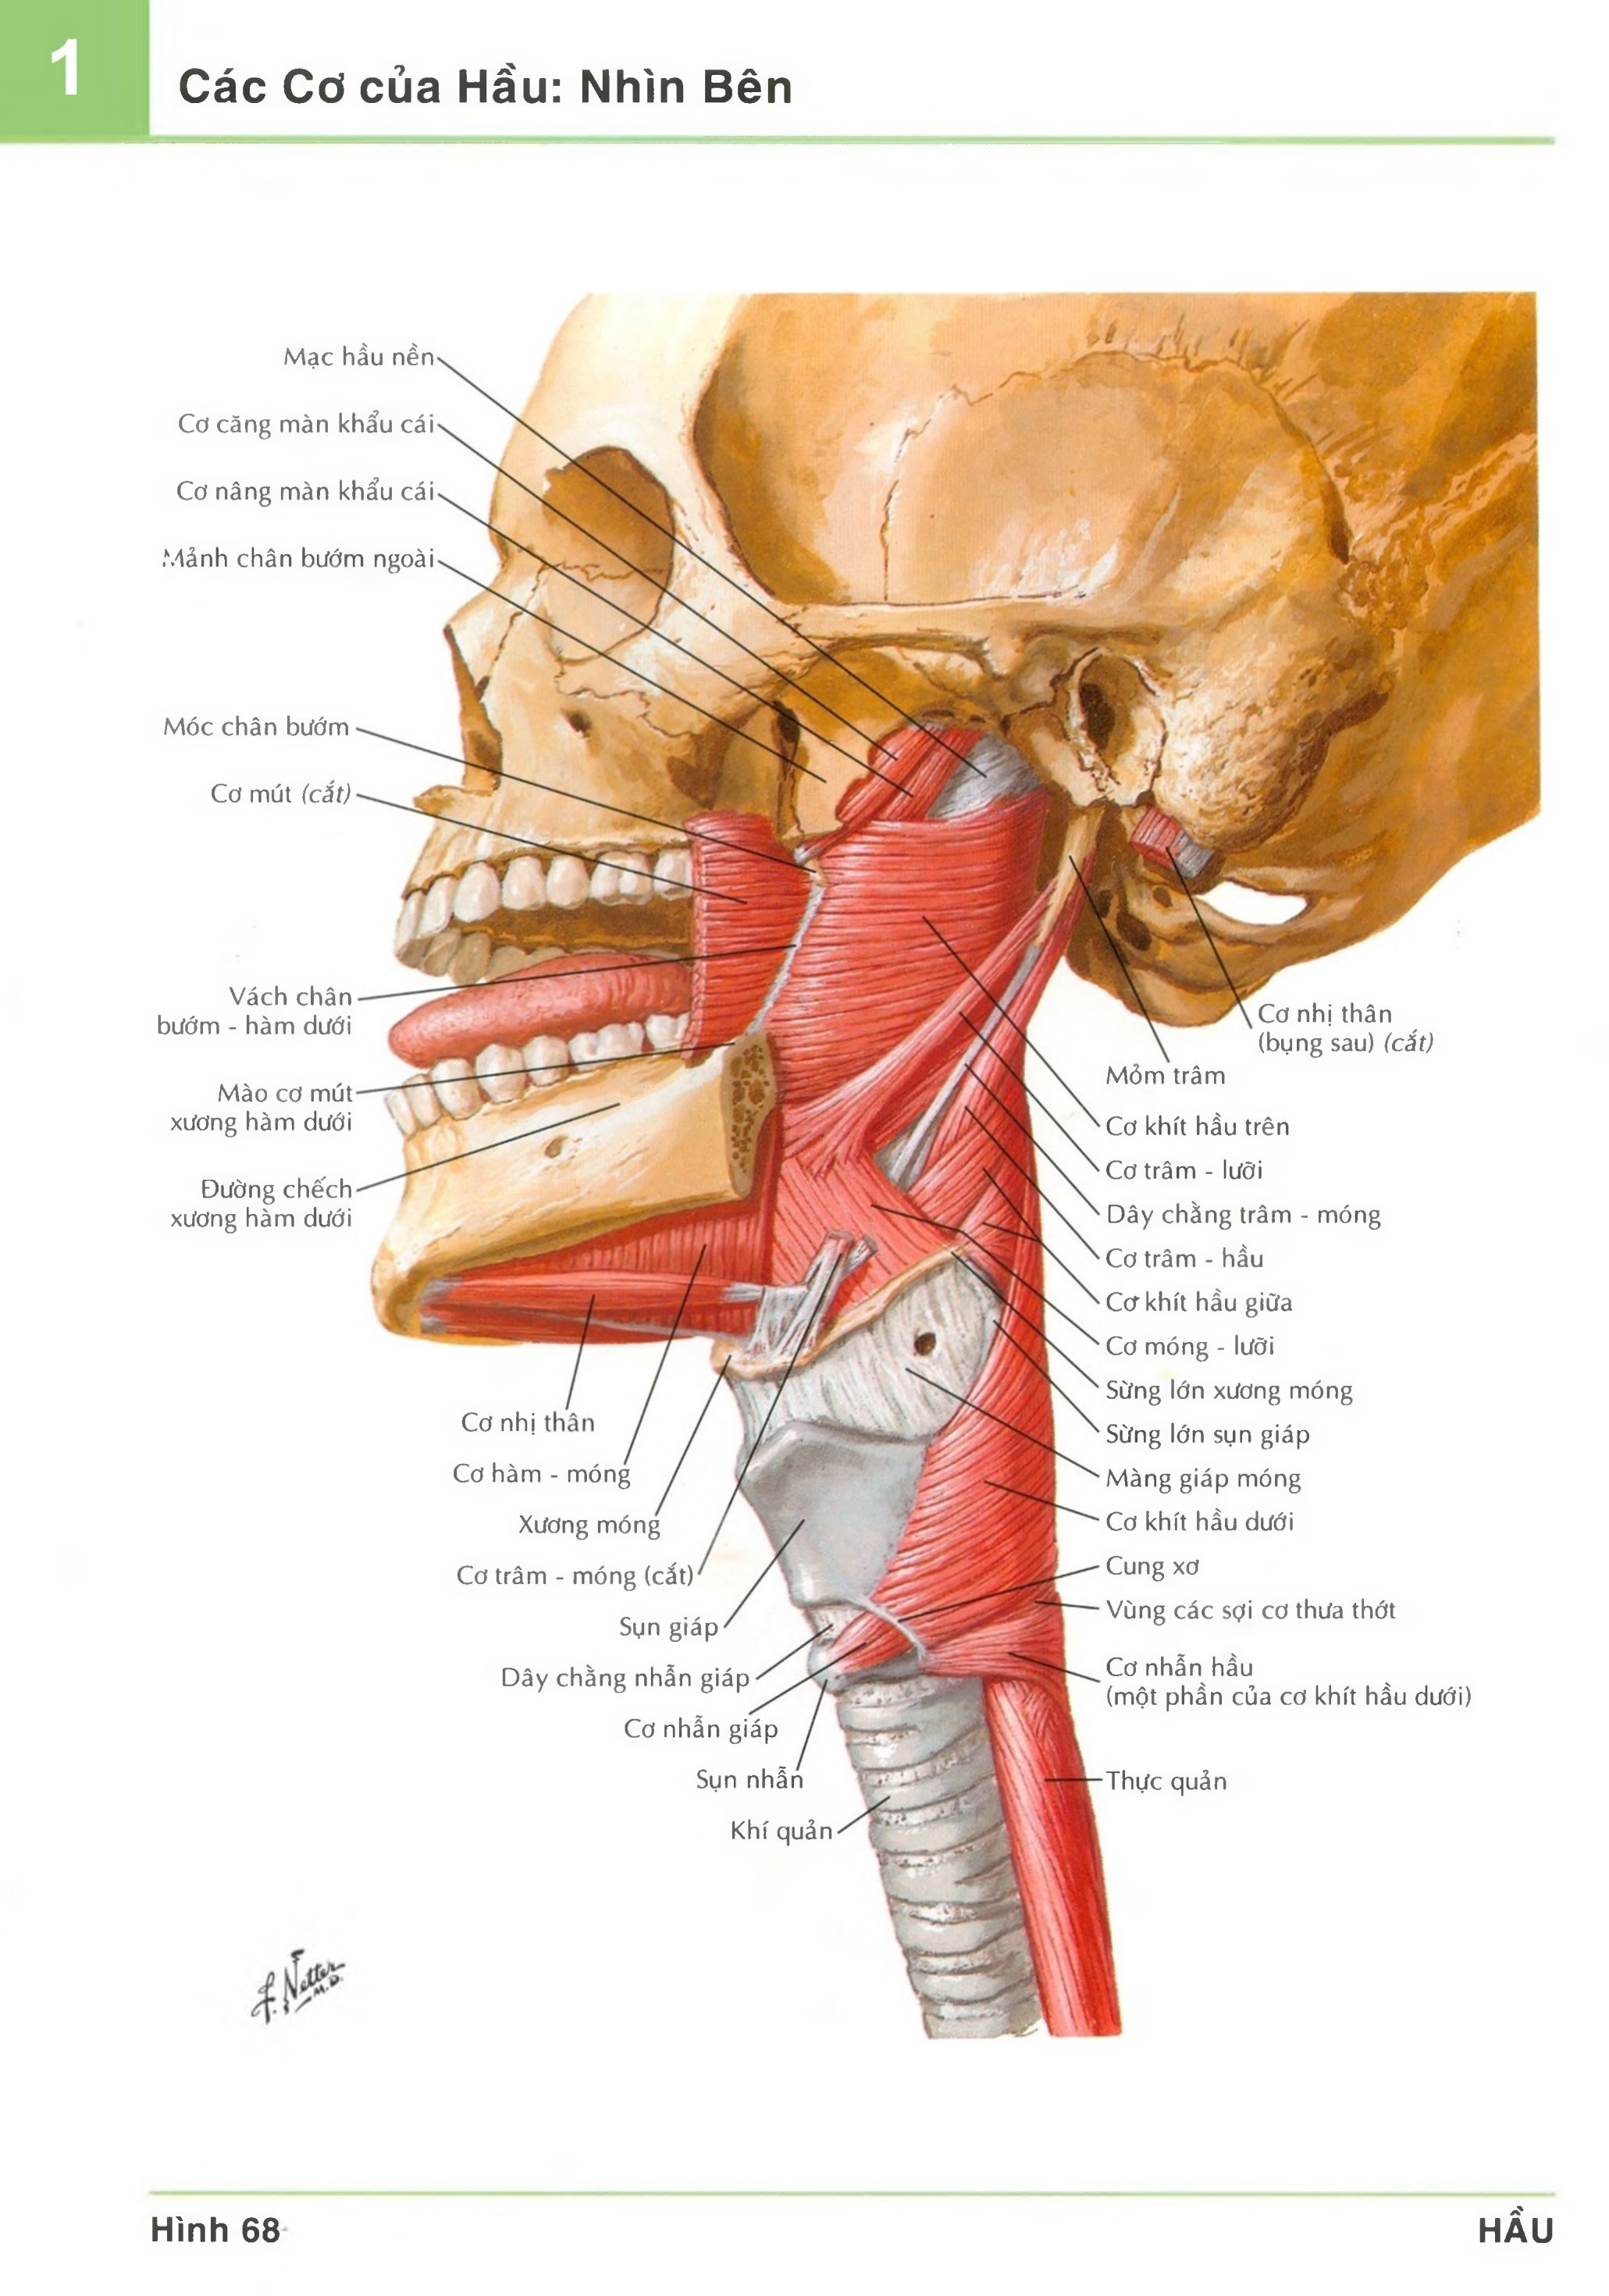 1
Các Cơ của Hầu: Nhìn Bên
Mạc hầu nền
Cơ căng màn khẩu cái
Cơ nâng màn khẩu cái
Mảnh chân bướm ngoài
Móc chân bướm
Cơ mút (cắt)
Vách chân
bướm - hàm dưới
Mào cơ mút
xương hàm dưới
Đường chếch
xương hàm dưới
Cơ nhị thân
Cơ hàm - móng
Xương móng
Cơ trâm - móng (cắt)
Sụn giáp
Dây chằng nhẫn giáp
Cơ nhẫn giáp
Sụn nhẫn
Khí quản
Cơ nhị thân
(bụng sau) (cắt)
Mỏm trâm
Cơ khít hầu trên
Cơ trâm - lưỡi
Dây chằng trâm - móng
Cơ trâm - hầu
Cơ khít hầu giữa
Cơ móng - lưỡi
Sừng lớn xương móng
Sừng lớn sụn giáp
Màng giáp móng
Cơ khít hầu dưới
Cung xơ
Vùng các sợi cơ thưa thớt
Cơ nhẫn hầu
(một phần của cơ khít hầu dưới)
Thực quản
F. Netter
M.D.
Hình 68
HẦU